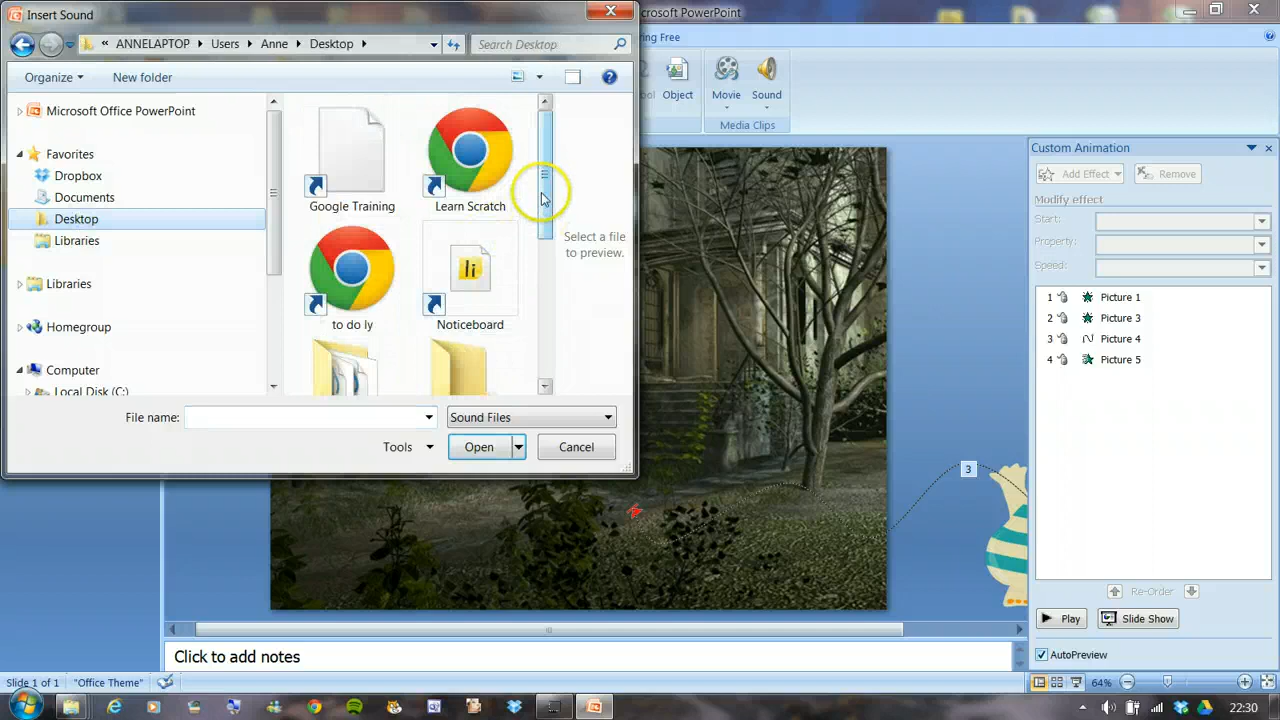 Insert Sound
crosoft PowerPoint
« ANNELAPTOP Users Anne Desktop
Search Desktop
ring Free
Organize
New folder
Object
Movie
Sound
Media Clips
Microsoft Office PowerPoint
Favorites
Dropbox
Documents
Desktop
Libraries
Libraries
Homegroup
Computer
Local Disk (C:)
Google Training
Learn Scratch
to do ly
Noticeboard
Select a file
to preview.
File name:
Sound Files
Tools
Open
Cancel
Custom Animation
Add Effect
Remove
Modify effect
Start:
Property:
Speed:
1 Picture 1
2 Picture 3
3 Picture 4
4 Picture 5
3
Re-Order
Play
Slide Show
AutoPreview
Click to add notes
Slide 1 of 1
"Office Theme"
64%
22:30